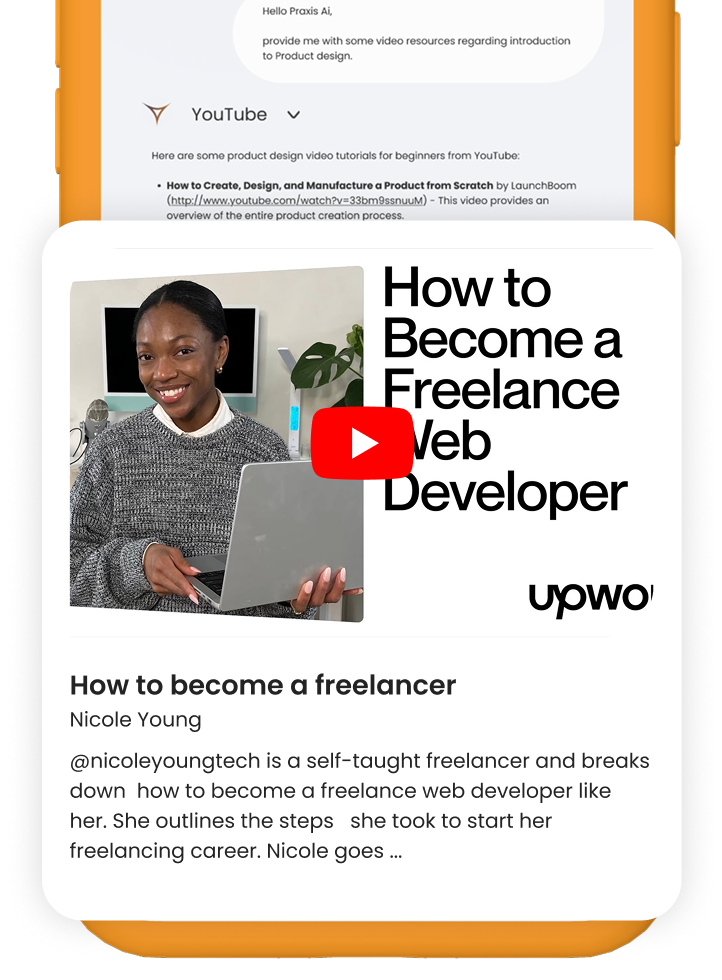 Hello Praxis Ai,
provide me with some video resources regarding introduction
to Product design.
YouTube
Here are some product design video tutorials for beginners from YouTube:
• How to Create, Design, and Manufacture a Product from Scratch by LaunchBoom
(http://www.youtube.com/watch?v=33bm9ssnuuM) - This video provides an
overview of the entire product creation process.
How to
Become a
Freelance
Web
Developer
upwo
How to become a freelancer
Nicole Young
@nicoleyoungtech is a self-taught freelancer and breaks
down how to become a freelance web developer like
her. She outlines the steps she took to start her
freelancing career. Nicole goes ...